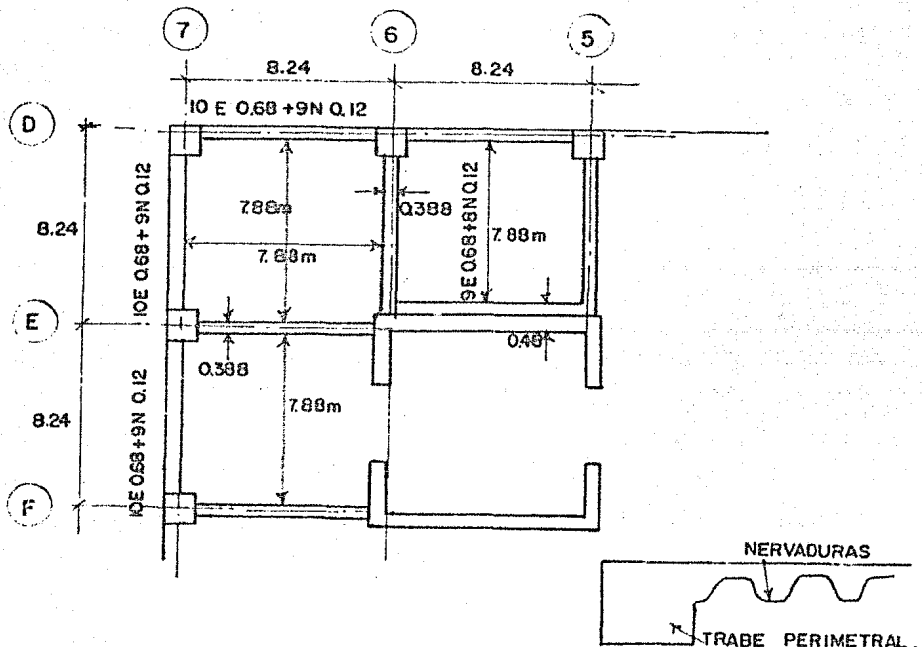 7
6
5
8.24
8.24
10 E 0.68 + 9N 0.12
D
8.24
10E 0.68 + 9N 0.12
7.88m
7.88m
0.388
9E 0.68 + 8N 0.12
7.88m
E
0.388
0.40
8.24
10E 0.68 + 9N 0.12
7.88m
F
NERVADURAS
TRABE PERIMETRAL.